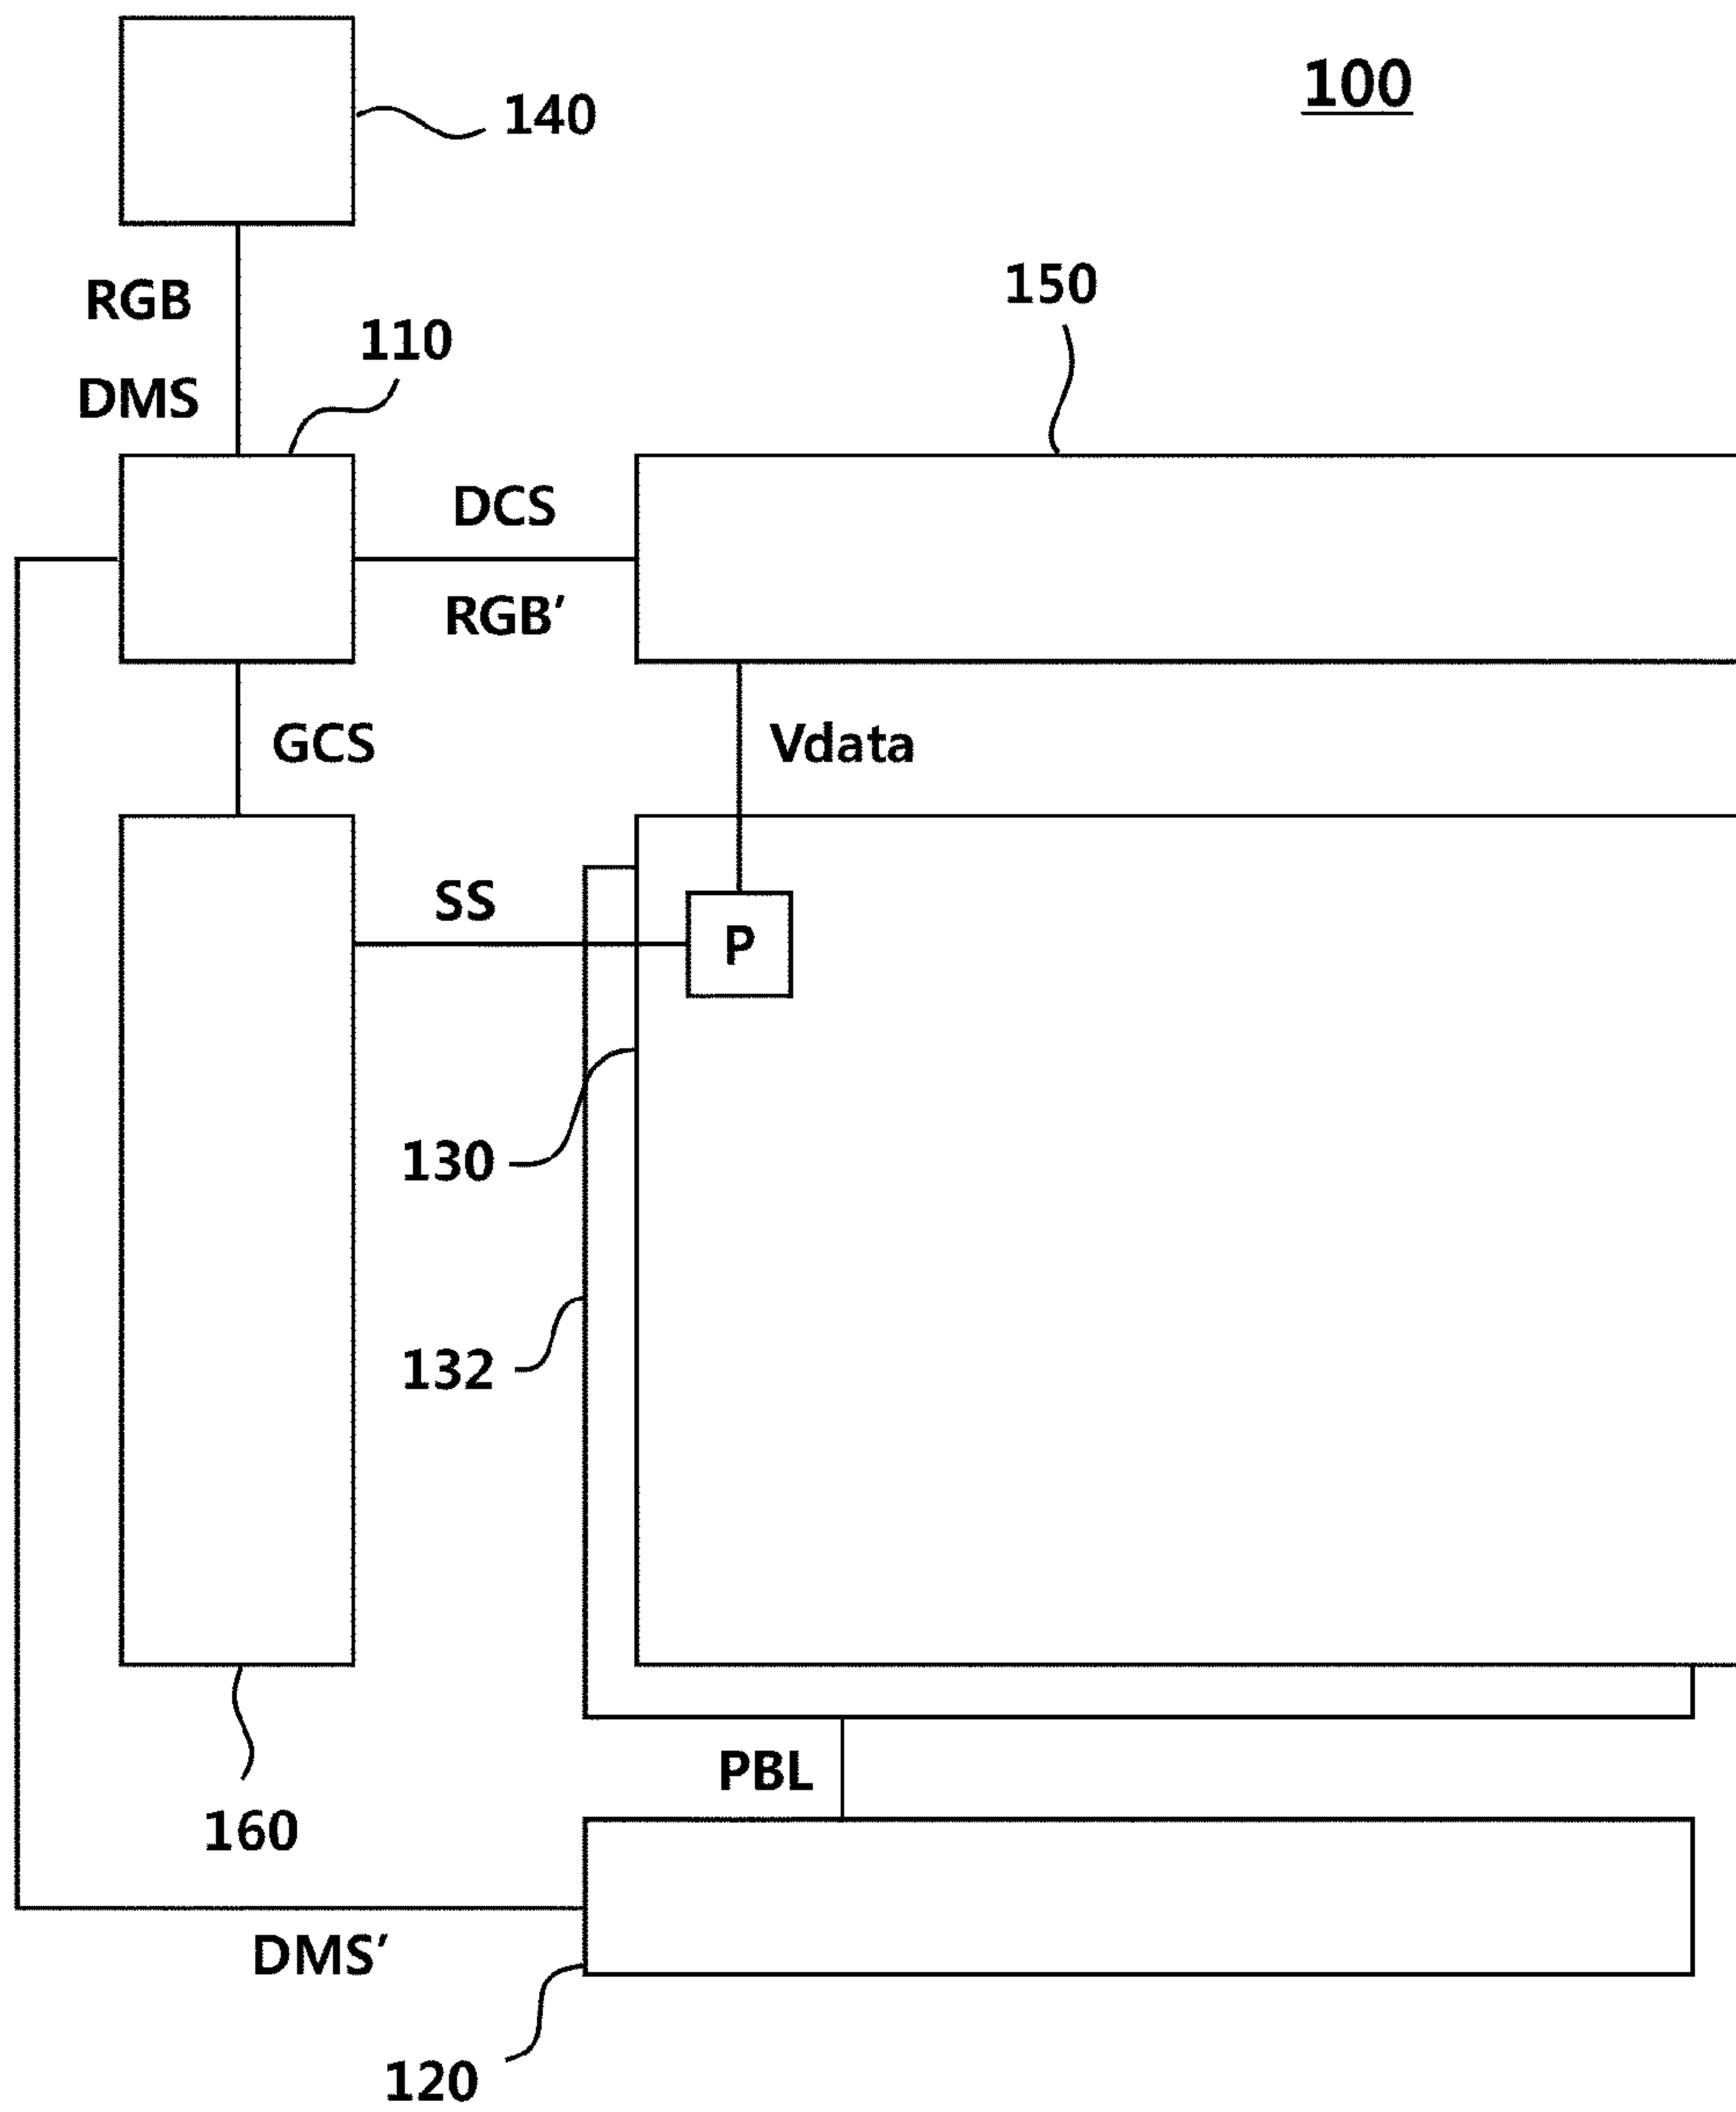 100
140
RGB
150
110
DMS
DCS
RGB'
GCS
Vdata
SS
P
130
132
PBL
160
DMS'
120